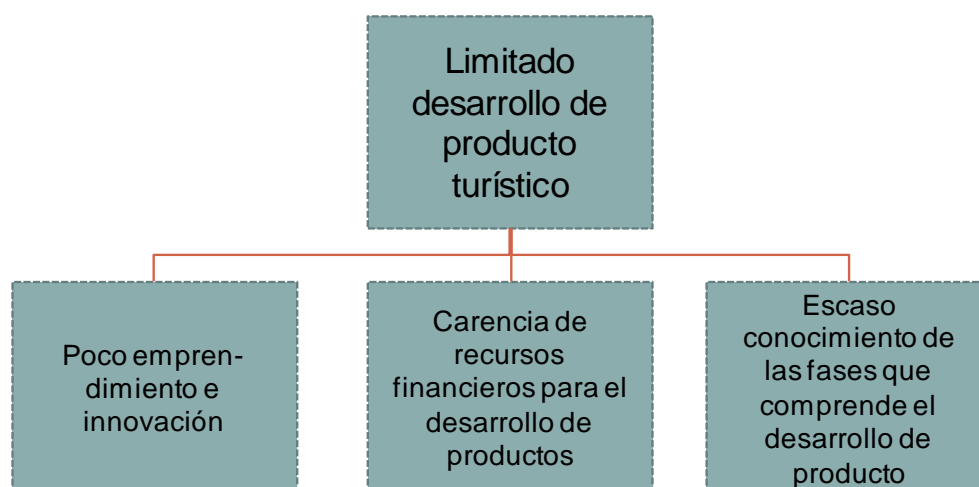 Limitado
desarrollo de
producto
turístico
Poco empren-
dimiento e
innovación
Carencia de
recursos
financieros para el
desarrollo de
productos
Escaso
conocimiento de
las fases que
comprende el
desarrollo de
producto